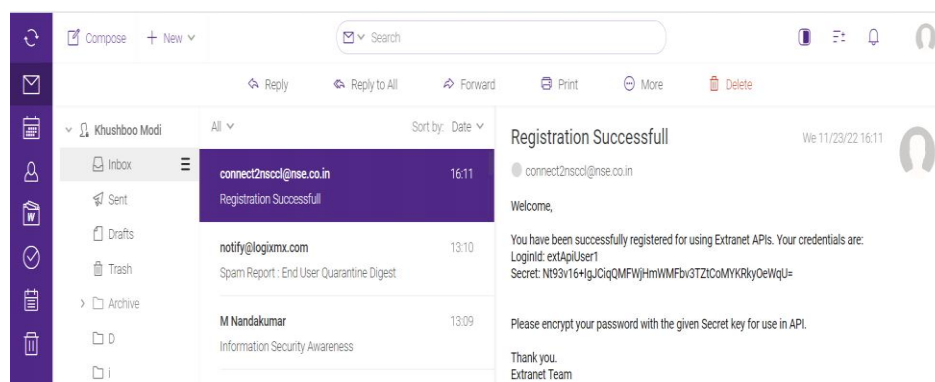 Compose
New
Search
Reply
Reply to All
Forward
Print
More
Delete
Khushboo Modi
Inbox
Sent
Drafts
Trash
Archive
D
i
All
Sort by: Date
connect2nsccl@nse.co.in 16:11
Registration Successfull
notify@logixmx.com 13:10
Spam Report : End User Quarantine Digest
M Nandakumar 13:09
Information Security Awareness
Registration Successfull
We 11/23/22 16:11
connect2nsccl@nse.co.in
Welcome,
You have been successfully registered for using Extranet APIs. Your credentials are:
LoginId: extApiUser1
Secret: Nt93v16+IgJCiqQMFWjHmWMFbv3TZtCoMYKRkyOeWqU=
Please encrypt your password with the given Secret key for use in API.
Thank you.
Extranet Team